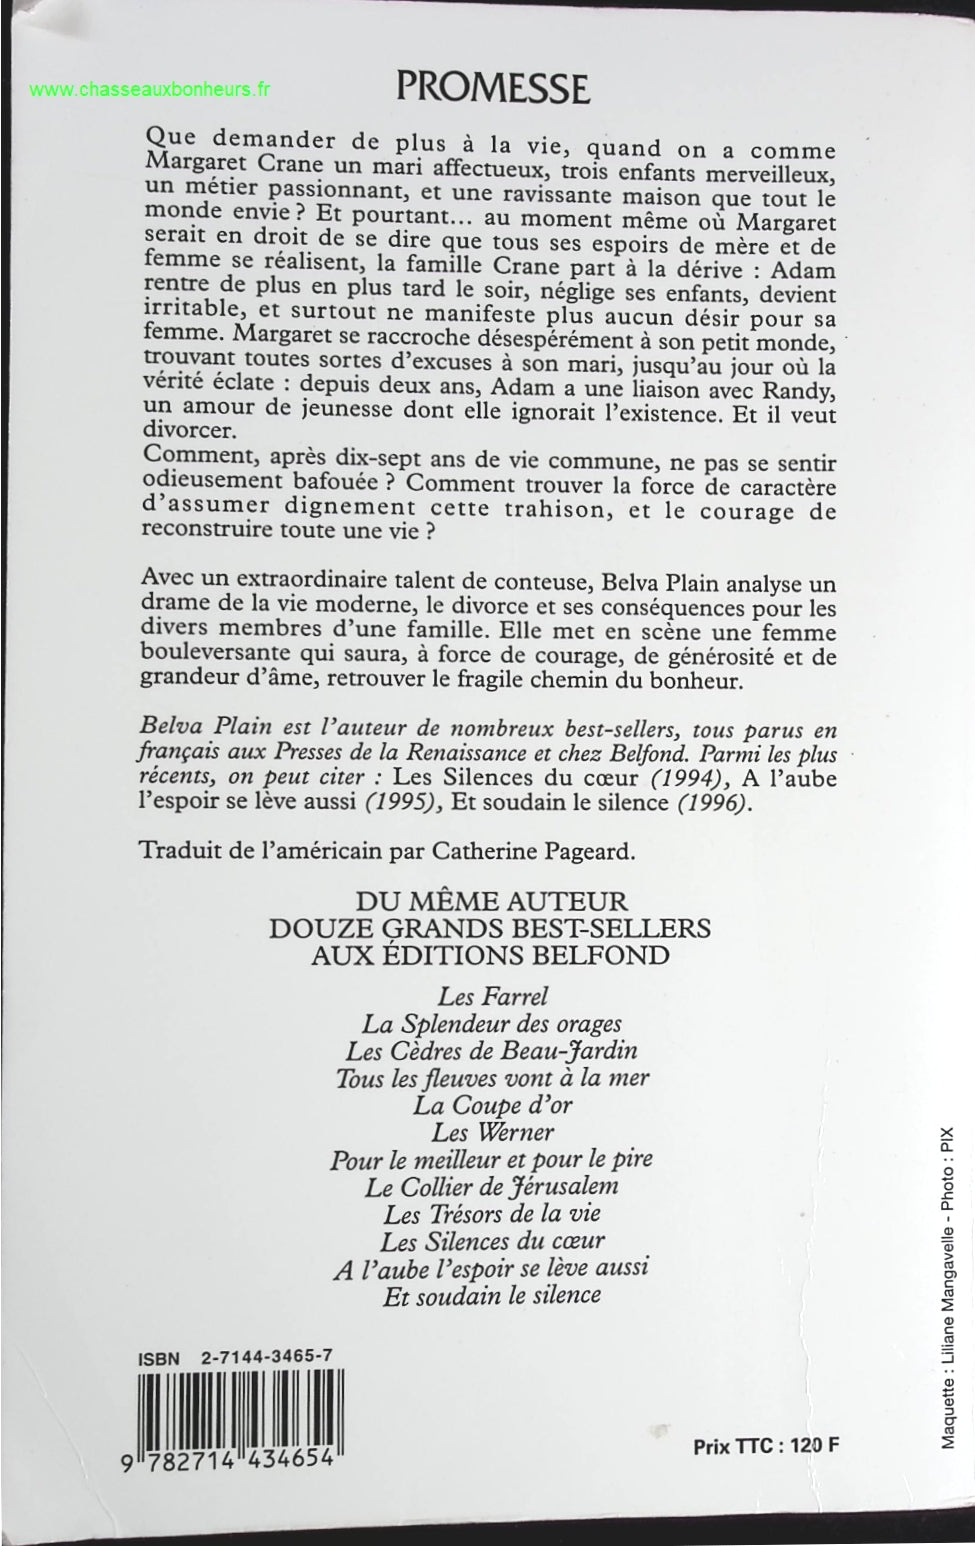 www.chasseauxbonheurs.fr
PROMESSE
Que demander de plus à la vie, quand on a comme
Margaret Crane un mari affectueux, trois enfants merveilleux,
un métier passionnant, et une ravissante maison que tout le
monde envie ? Et pourtant... au moment même où Margaret
serait en droit de se dire que tous ses espoirs de mère et de
femme se réalisent, la famille Crane part à la dérive : Adam
rentre de plus en plus tard le soir, néglige ses enfants, devient
irritable, et surtout ne manifeste plus aucun désir pour sa
femme. Margaret se raccroche désespérément à son petit monde,
trouvant toutes sortes d'excuses à son mari, jusqu'au jour où la
vérité éclate : depuis deux ans, Adam a une liaison avec Randy,
un amour de jeunesse dont elle ignorait l'existence. Et il veut
divorcer.
Comment, après dix-sept ans de vie commune, ne pas se sentir
odieusement bafouée ? Comment trouver la force de caractère
d'assumer dignement cette trahison, et le courage de
reconstruire toute une vie ?
Avec un extraordinaire talent de conteuse, Belva Plain analyse un
drame de la vie moderne, le divorce et ses conséquences pour les
divers membres d'une famille. Elle met en scène une femme
bouleversante qui saura, à force de courage, de générosité et de
grandeur d'âme, retrouver le fragile chemin du bonheur.
Belva Plain est l'auteur de nombreux best-sellers, tous parus en
français aux Presses de la Renaissance et chez Belfond. Parmi les plus
récents, on peut citer : Les Silences du cœur (1994), A l'aube
l'espoir se lève aussi (1995), Et soudain le silence (1996).
Traduit de l'américain par Catherine Pageard.
DU MÊME AUTEUR
DOUZE GRANDS BEST-SELLERS
AUX ÉDITIONS BELFOND
Les Farrel
La Splendeur des orages
Les Cèdres de Beau-Jardin
Tous les fleuves vont à la mer
La Coupe d'or
Les Werner
Pour le meilleur et pour le pire
Le Collier de Jérusalem
Les Trésors de la vie
Les Silences du cœur
A l'aube l'espoir se lève aussi
Et soudain le silence
ISBN 2-7144-3465-7
9 782714 434654
Prix TTC : 120 F
Maquette : Liliane Mangavelle - Photo : PIX